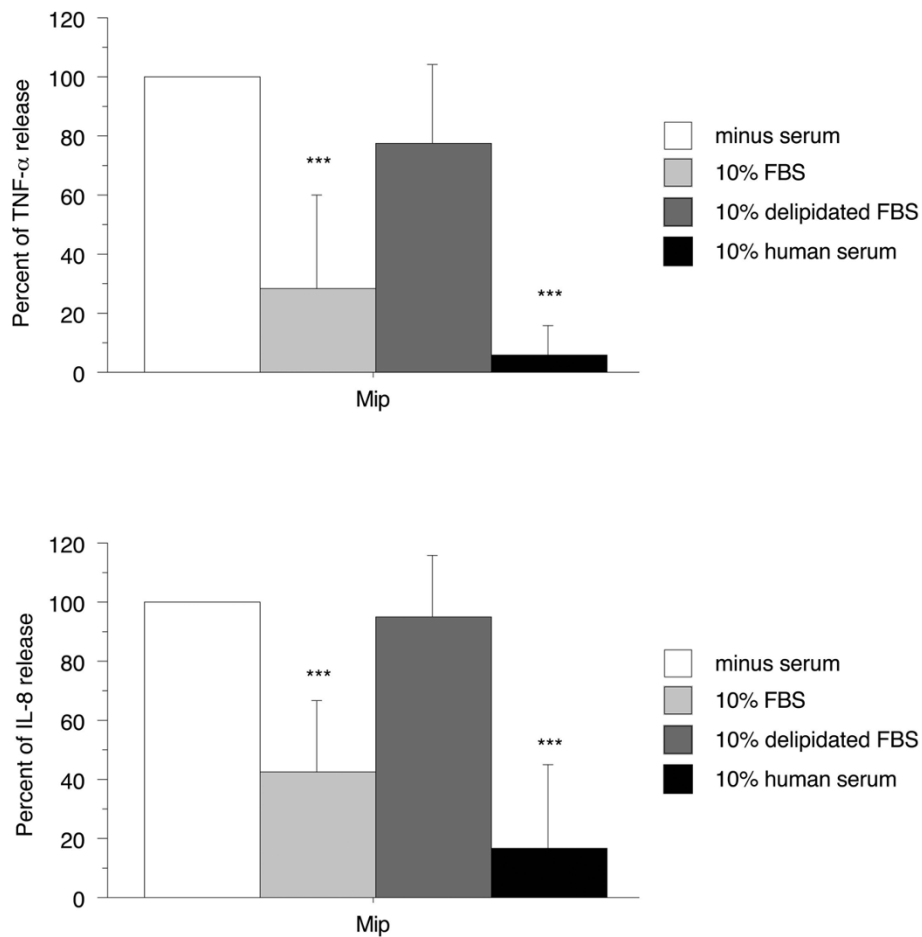 120
100
80
60
40
20
0
Percent of TNF-α release
***
***
Mip
minus serum
10% FBS
10% delipidated FBS
10% human serum
120
100
80
60
40
20
0
Percent of IL-8 release
***
***
Mip
minus serum
10% FBS
10% delipidated FBS
10% human serum